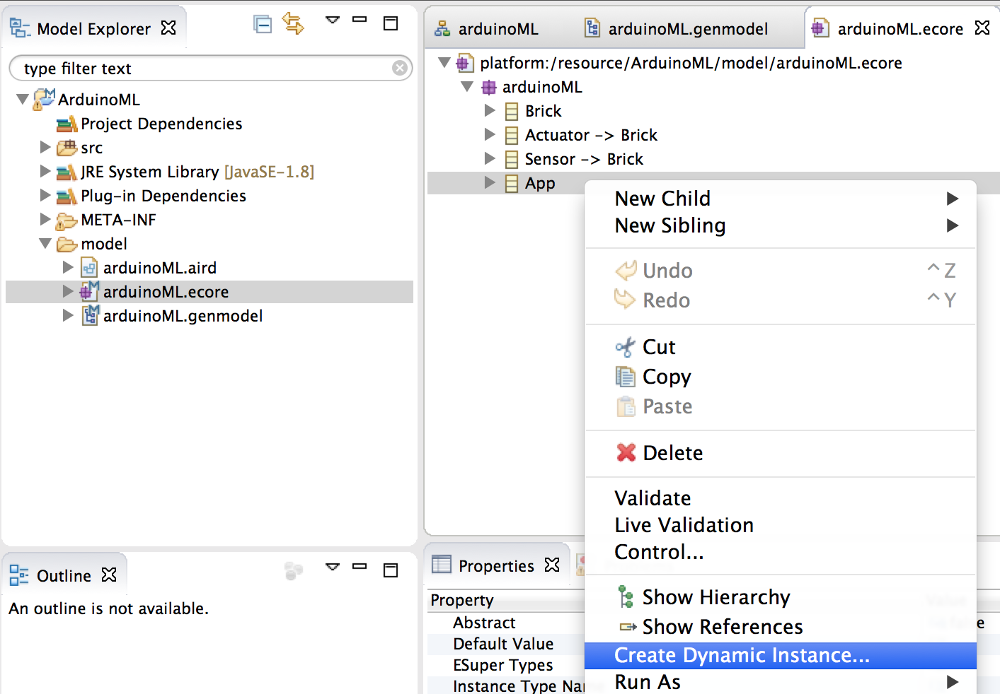 Model Explorer
type filter text
ArduinoML
Project Dependencies
src
JRE System Library [JavaSE-1.8]
Plug-in Dependencies
META-INF
model
arduinoML.aird
arduinoML.ecore
arduinoML.genmodel
Outline
An outline is not available.
arduinoML
arduinoML.genmodel
arduinoML.ecore
platform:/resource/ArduinoML/model/arduinoML.ecore
arduinoML
Brick
Actuator -> Brick
Sensor -> Brick
App
New Child
New Sibling
Undo ^Z
Redo ^Y
Cut
Copy
Paste
Delete
Validate
Live Validation
Control...
Show Hierarchy
Show References
Create Dynamic Instance...
Run As
Properties
Property Value
Abstract
Default Value
ESuper Types
Instance Type